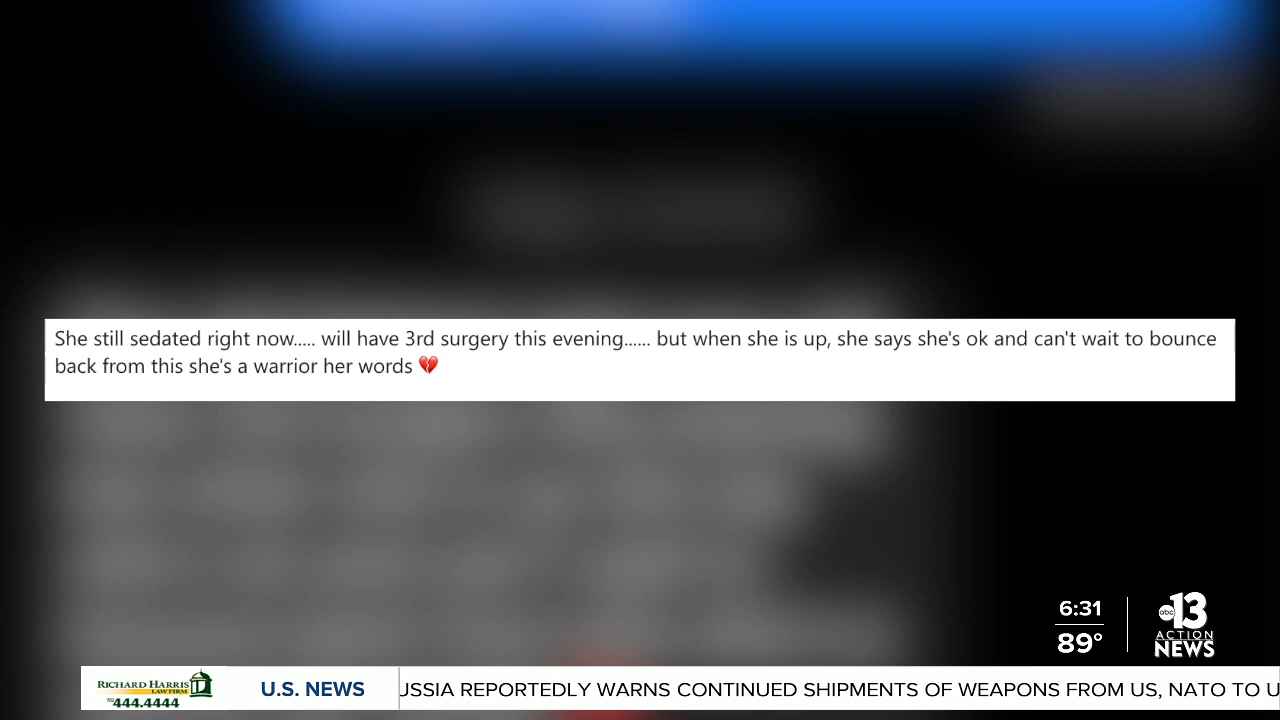 She still sedated right now..... will have 3rd surgery this evening...... but when she is up, she says she's ok and can't wait to bounce
back from this she's a warrior her words 💔
6:31
89°
abc 13
ACTION
NEWS
RICHARD HARRIS
LAW FIRM
702 444.4444
U.S. NEWS
USSIA REPORTEDLY WARNS CONTINUED SHIPMENTS OF WEAPONS FROM US, NATO TO U